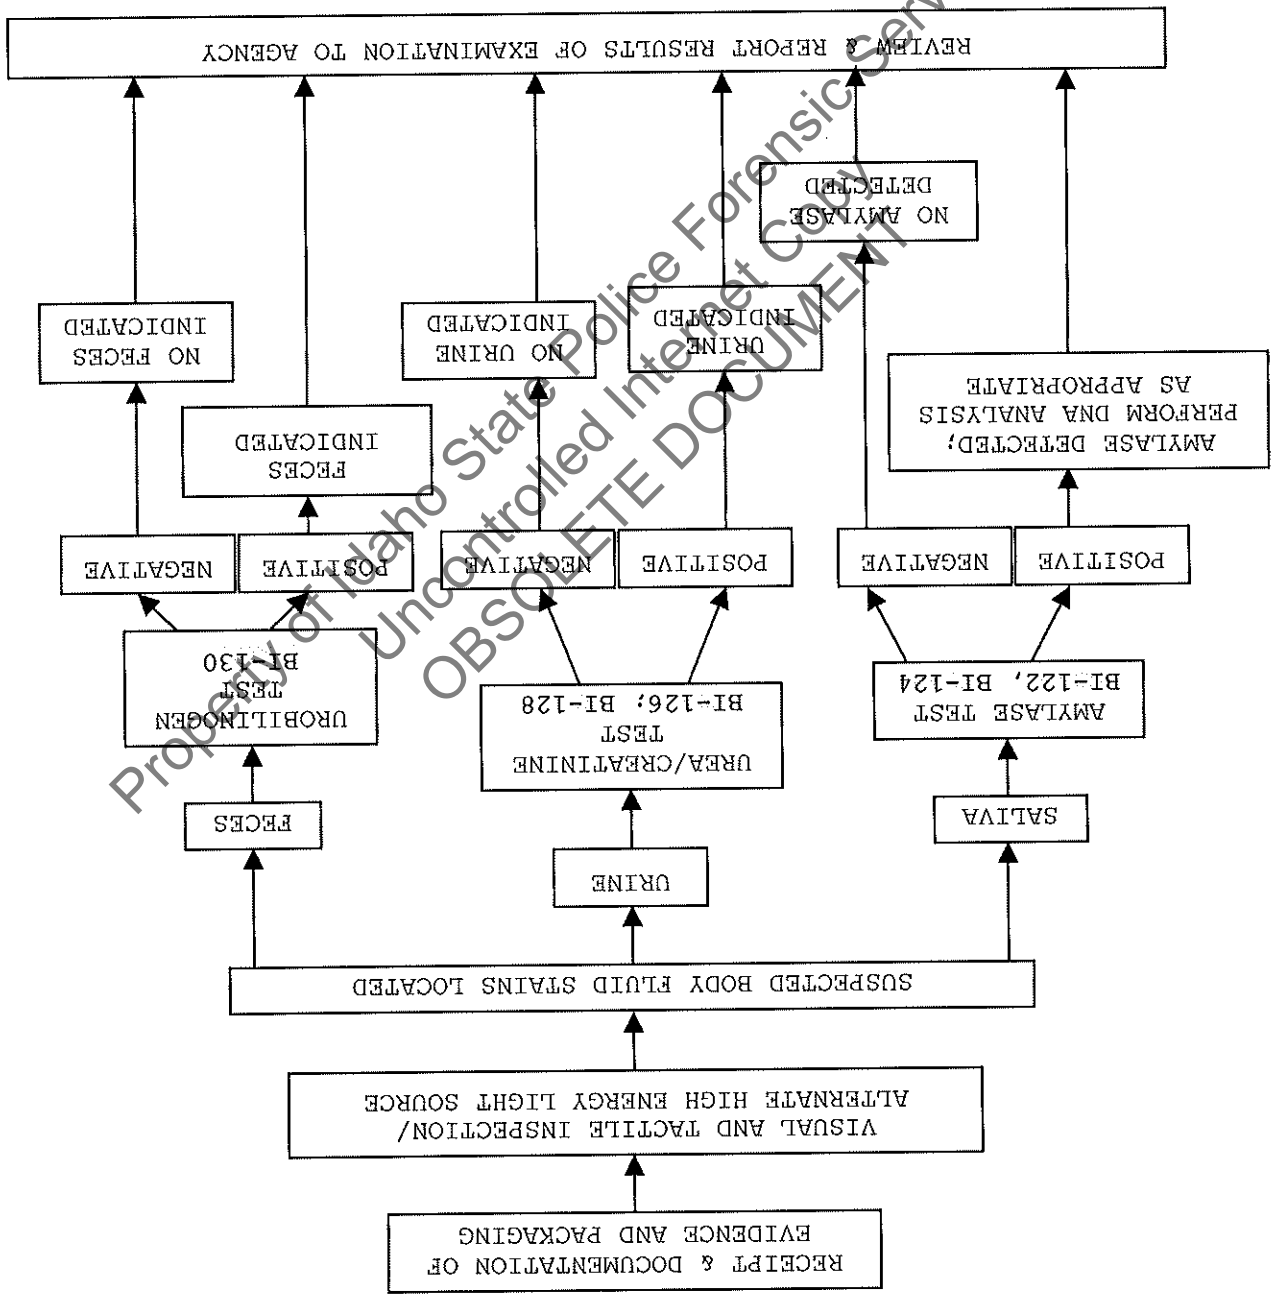 RECEIPT & DOCUMENTATION OF
EVIDENCE AND PACKAGING
VISUAL AND TACTILE INSPECTION/
ALTERNATE HIGH ENERGY LIGHT SOURCE
SUSPECTED BODY FLUID STAINS LOCATED
SALIVA
URINE
FECES
AMYLASE TEST
BI-122, BI-124
UREA/CREATININE
TEST
BI-126; BI-128
UROBILINOGEN
TEST
BI-130
POSITIVE
NEGATIVE
POSITIVE
NEGATIVE
POSITIVE
NEGATIVE
AMYLASE DETECTED;
PERFORM DNA ANALYSIS
AS APPROPRIATE
NO AMYLASE
DETECTED
URINE
INDICATED
NO URINE
INDICATED
FECES
INDICATED
NO FECES
INDICATED
REVIEW & REPORT RESULTS OF EXAMINATION TO AGENCY
Property of Idaho State Police Forensic Serv
Uncontrolled Internet Copy
OBSOLETE DOCUMENT